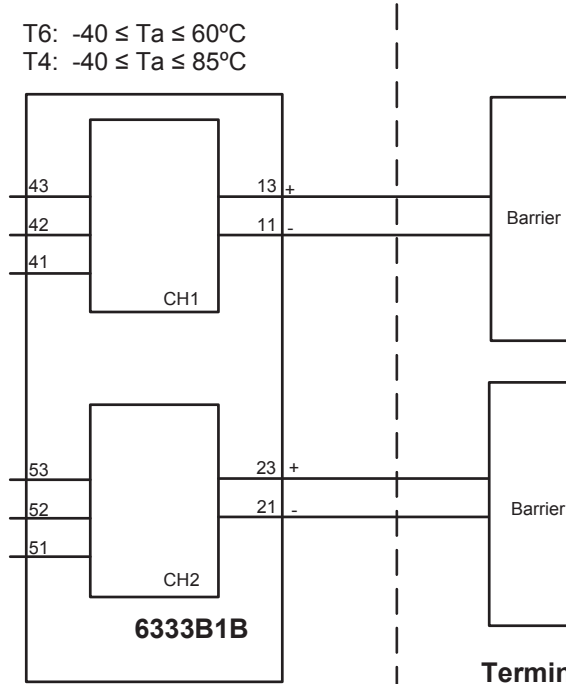 T6: -40 ≤ Ta ≤ 60ºC
T4: -40 ≤ Ta ≤ 85ºC
43
13 +
42
11 -
41
Barrier
CH1
53
23 +
52
21 -
51
Barrier
CH2
6333B1B
Termin